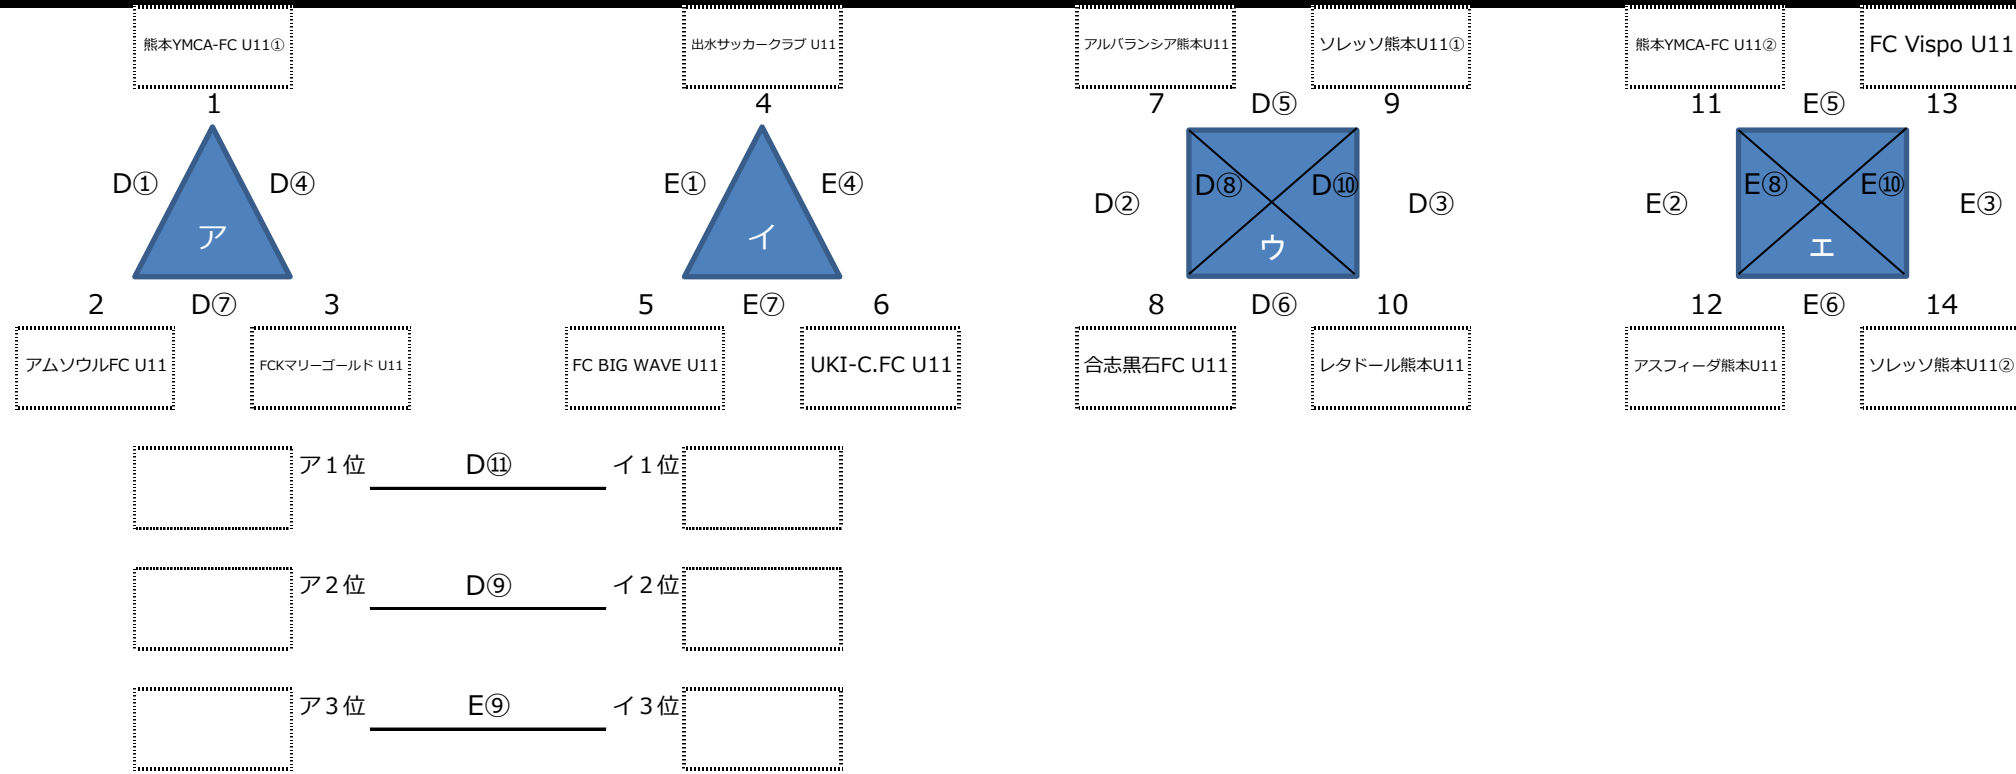 熊本YMCA-FC U11①
出水サッカークラブ U11
アルバランシア熊本U11
ソレッソ熊本U11①
熊本YMCA-FC U11②
FC Vispo U11
1
4
7
D⑤
9
11
E⑤
13
D①
D④
E①
E④
D②
D⑧
D⑩
D③
E②
E⑧
E⑩
E③
ア
イ
ウ
エ
2
D⑦
3
5
E⑦
6
8
D⑥
10
12
E⑥
14
アムソウルFC U11
FCKマリーゴールド U11
FC BIG WAVE U11
UKI-C.FC U11
合志黒石FC U11
レタドール熊本U11
アスフィーダ熊本U11
ソレッソ熊本U11②
ア１位
D⑪
イ１位
ア２位
D⑨
イ２位
ア３位
E⑨
イ３位